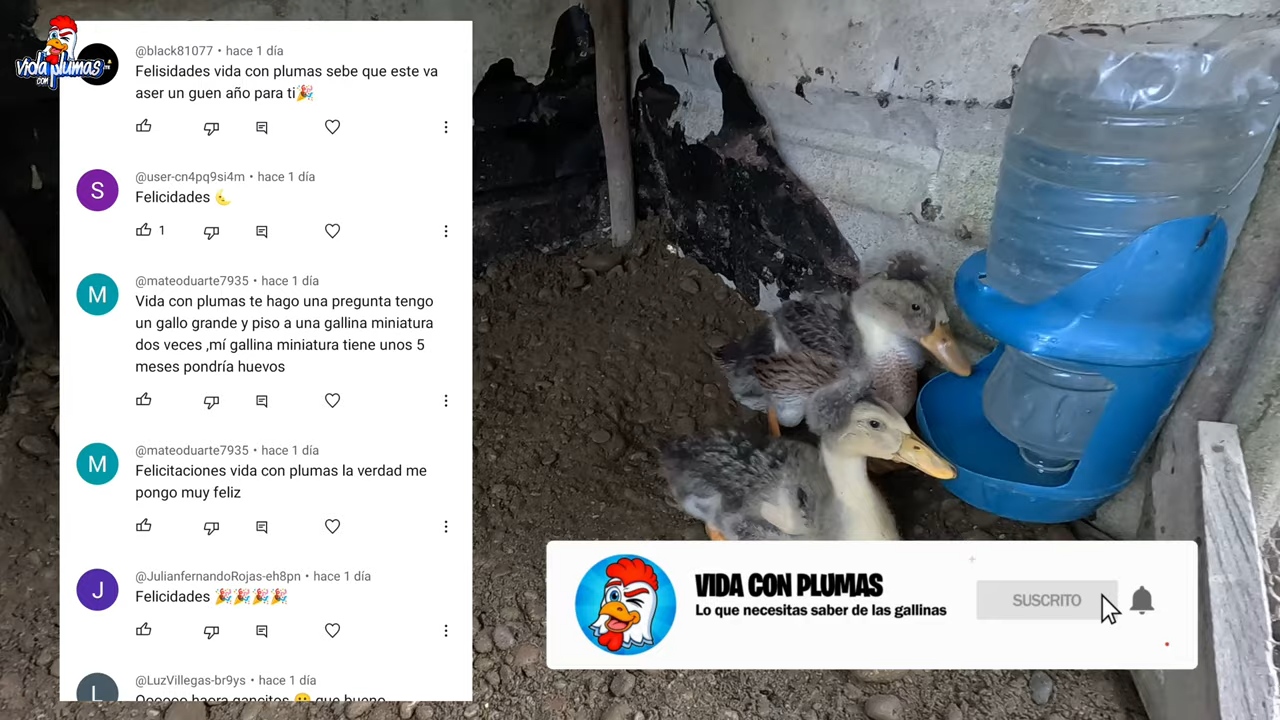 vida
con plumas
@black81077 • hace 1 día
Felisidades vida con plumas sebe que este va
aser un guen año para ti🎉
@user-cn4pq9si4m • hace 1 día
Felicidades 🌜
1
@mateoduarte7935 • hace 1 día
Vida con plumas te hago una pregunta tengo
un gallo grande y piso a una gallina miniatura
dos veces ,mí gallina miniatura tiene unos 5
meses pondría huevos
@mateoduarte7935 • hace 1 día
Felicitaciones vida con plumas la verdad me
pongo muy feliz
@JulianfernandoRojas-eh8pn • hace 1 día
Felicidades 🎉🎉🎉🎉
@LuzVillegas-br9ys • hace 1 día
que bueno
S
M
M
J
L
VIDA CON PLUMAS
Lo que necesitas saber de las gallinas
SUSCRITO